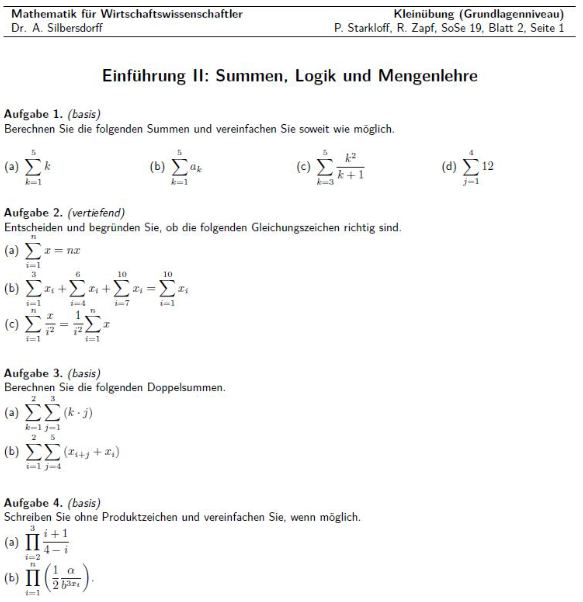 Mathematik für Wirtschaftswissenschaftler Kleinübung (Grundlagenniveau)
Dr. A. Silbersdorff P. Starkloff, R. Zapf, SoSe 19, Blatt 2, Seite 1
Einführung II: Summen, Logik und Mengenlehre
Aufgabe 1. (basis)
Berechnen Sie die folgenden Summen und vereinfachen Sie soweit wie möglich.
(a) $\sum_{k=1}^{5} k$ (b) $\sum_{k=1}^{5} a_k$ (c) $\sum_{k=3}^{5} \frac{k^2}{k+1}$ (d) $\sum_{j=1}^{4} 12$
Aufgabe 2. (vertiefend)
Entscheiden und begründen Sie, ob die folgenden Gleichungszeichen richtig sind.
(a) $\sum_{i=1}^{n} x = nx$
(b) $\sum_{i=1}^{3} x_i + \sum_{i=4}^{6} x_i + \sum_{i=7}^{10} x_i = \sum_{i=1}^{10} x_i$
(c) $\sum_{i=1}^{n} \frac{x}{i^2} = \frac{1}{i^2} \sum_{i=1}^{n} x$
Aufgabe 3. (basis)
Berechnen Sie die folgenden Doppelsummen.
(a) $\sum_{k=1}^{2} \sum_{j=1}^{3} (k \cdot j)$
(b) $\sum_{i=1}^{2} \sum_{j=4}^{5} (x_{i+j} + x_i)$
Aufgabe 4. (basis)
Schreiben Sie ohne Produktzeichen und vereinfachen Sie, wenn möglich.
(a) $\prod_{i=2}^{3} \frac{i+1}{4-i}$
(b) $\prod_{i=1}^{n} \left( \frac{1}{2} \frac{\alpha}{b^{3x_i}} \right).$